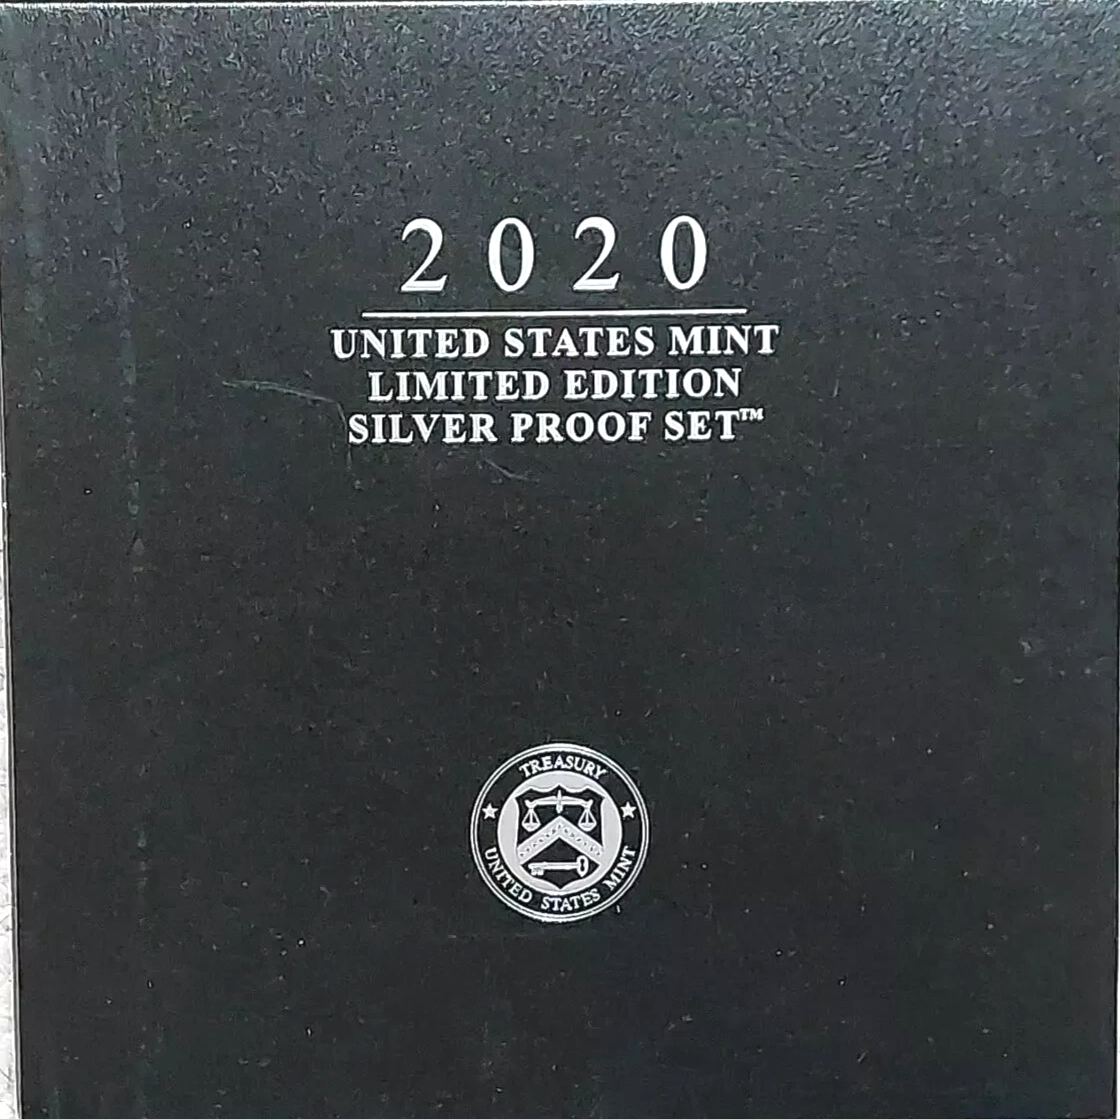 2020
UNITED STATES MINT
LIMITED EDITION
SILVER PROOF SET™
TREASURY
UNITED STATES MINT